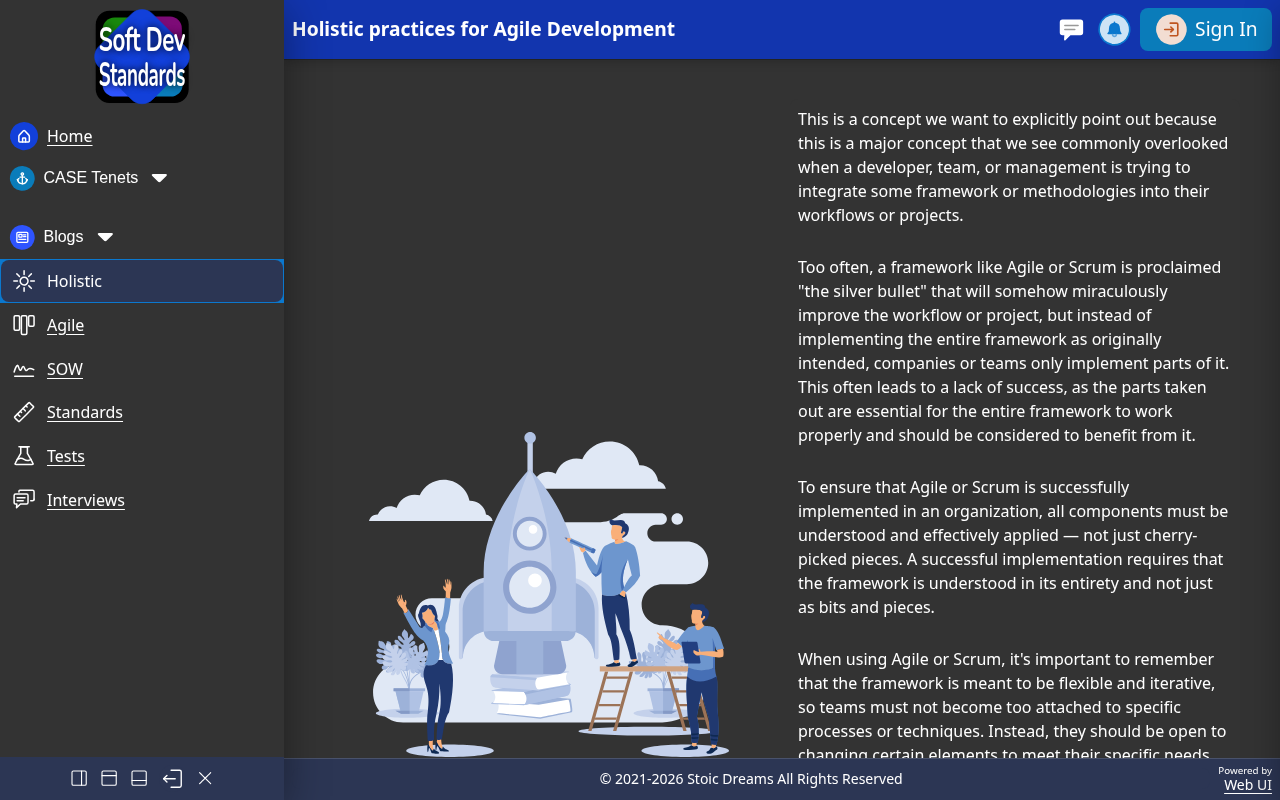 Soft Dev
Standards
Home
CASE Tenets
Blogs
Holistic
Agile
SOW
Standards
Tests
Interviews
Holistic practices for Agile Development
Sign In
This is a concept we want to explicitly point out because
this is a major concept that we see commonly overlooked
when a developer, team, or management is trying to
integrate some framework or methodologies into their
workflows or projects.
Too often, a framework like Agile or Scrum is proclaimed
"the silver bullet" that will somehow miraculously
improve the workflow or project, but instead of
implementing the entire framework as originally
intended, companies or teams only implement parts of it.
This often leads to a lack of success, as the parts taken
out are essential for the entire framework to work
properly and should be considered to benefit from it.
To ensure that Agile or Scrum is successfully
implemented in an organization, all components must be
understood and effectively applied — not just cherry-
picked pieces. A successful implementation requires that
the framework is understood in its entirety and not just
as bits and pieces.
When using Agile or Scrum, it's important to remember
that the framework is meant to be flexible and iterative,
so teams must not become too attached to specific
processes or techniques. Instead, they should be open to
changing certain elements to meet their specific needs
© 2021-2026 Stoic Dreams All Rights Reserved
Powered by
Web UI